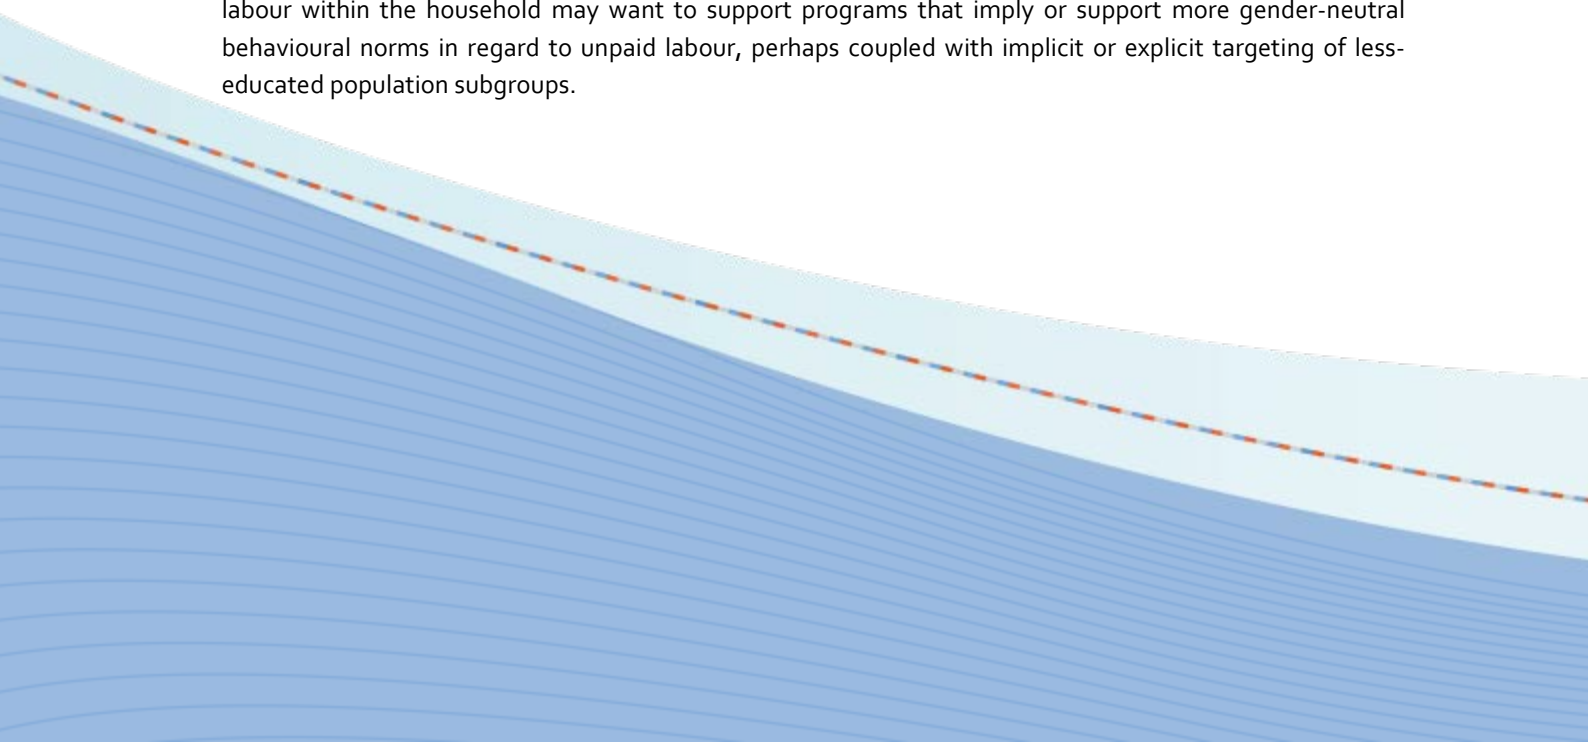 labour within the household may want to support programs that imply or support more gender-neutral
behavioural norms in regard to unpaid labour, perhaps coupled with implicit or explicit targeting of less-
educated population subgroups.